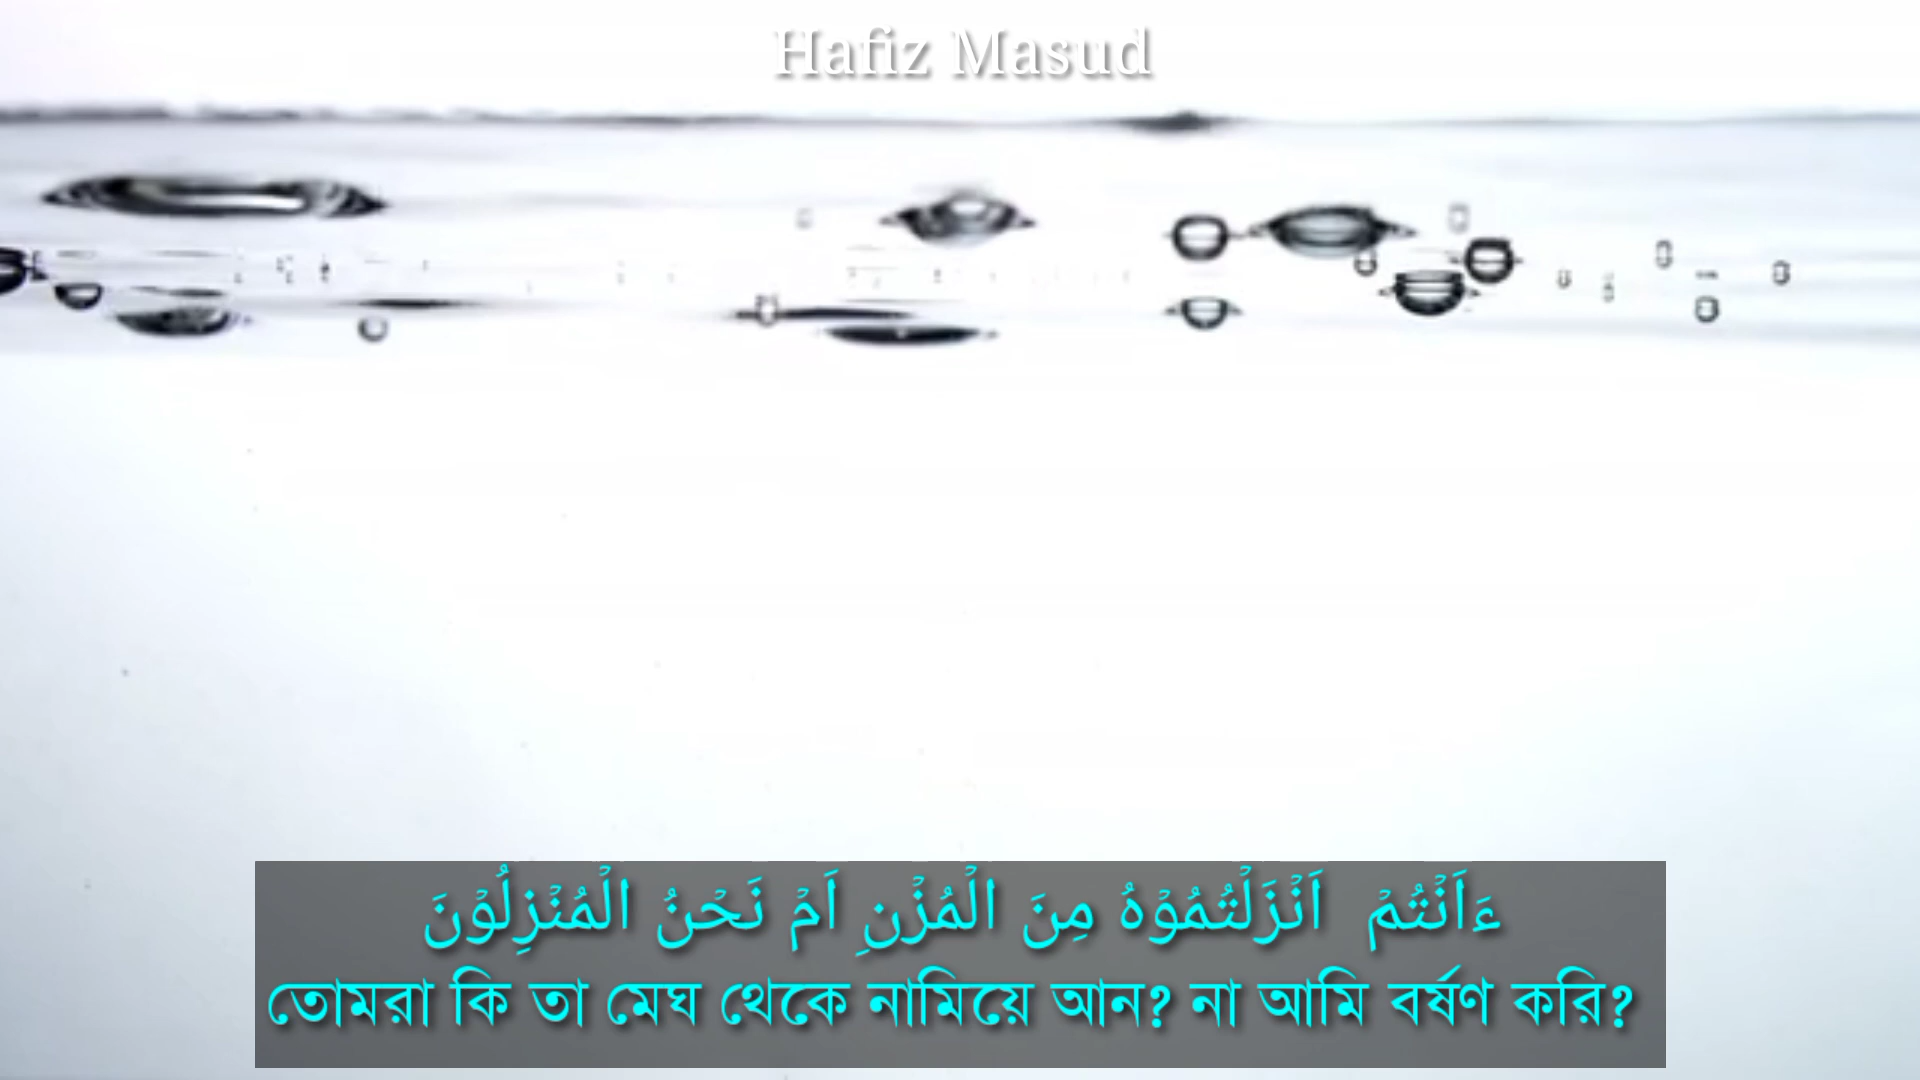 Hafiz Masud
ءَاَنْتُمْ اَنْزَلْتُمُوْهُ مِنَ الْمُزْنِ اَمْ نَحْنُ الْمُنْزِلُوْنَ
তোমরা কি তা মেঘ থেকে নামিয়ে আন? না আমি বর্ষণ করি?